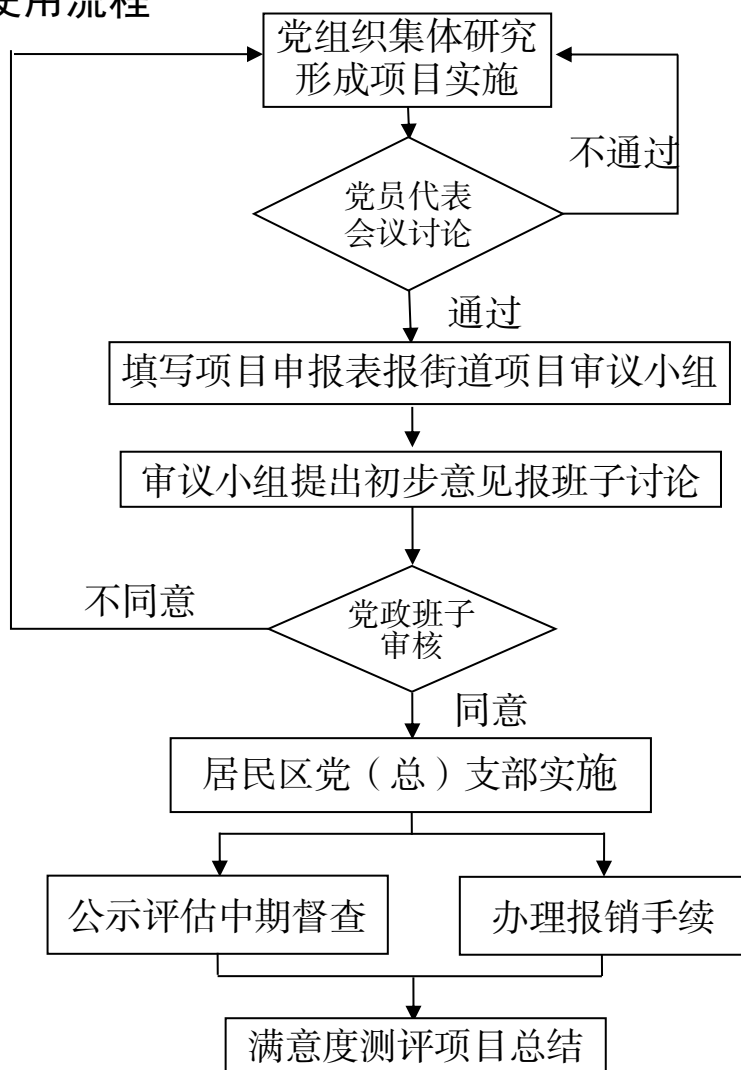 使用流程
党组织集体研究
形成项目实施
不通过
党员代表
会议讨论
通过
填写项目申报表报街道项目审议小组
审议小组提出初步意见报班子讨论
不同意
党政班子
审核
同意
居民区党（总）支部实施
公示评估中期督查
办理报销手续
满意度测评项目总结